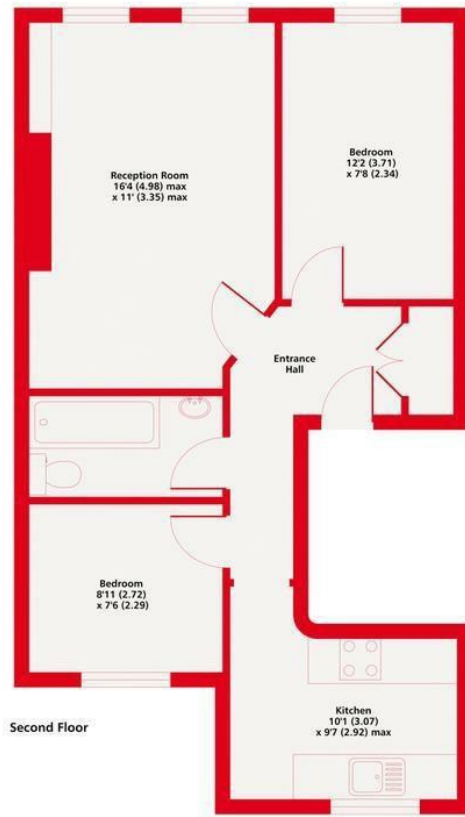 Reception Room
16'4 (4.98) max
x 11' (3.35) max
Bedroom
12'2 (3.71)
x 7'8 (2.34)
Entrance
Hall
Bedroom
8'11 (2.72)
x 7'6 (2.29)
Second Floor
Kitchen
10'1 (3.07)
x 9'7 (2.92) max